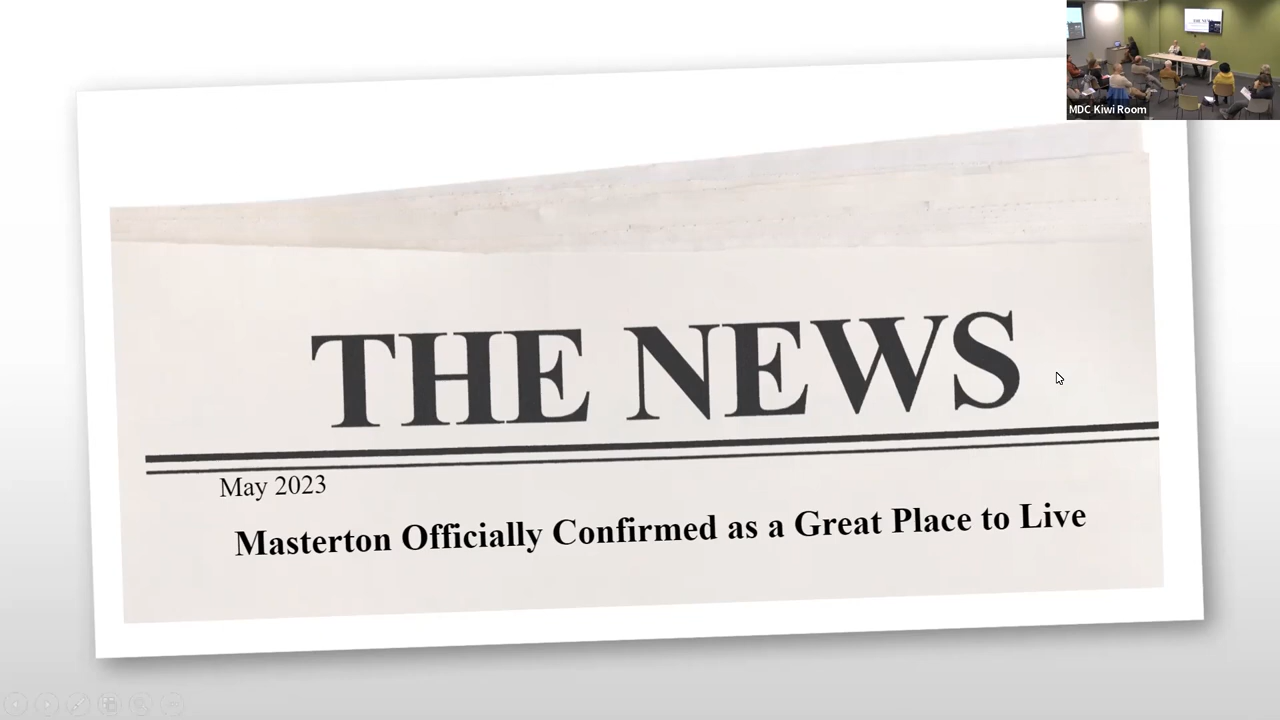 MDC Kiwi Room
THE NEWS
May 2023
Masterton Officially Confirmed as a Great Place to Live